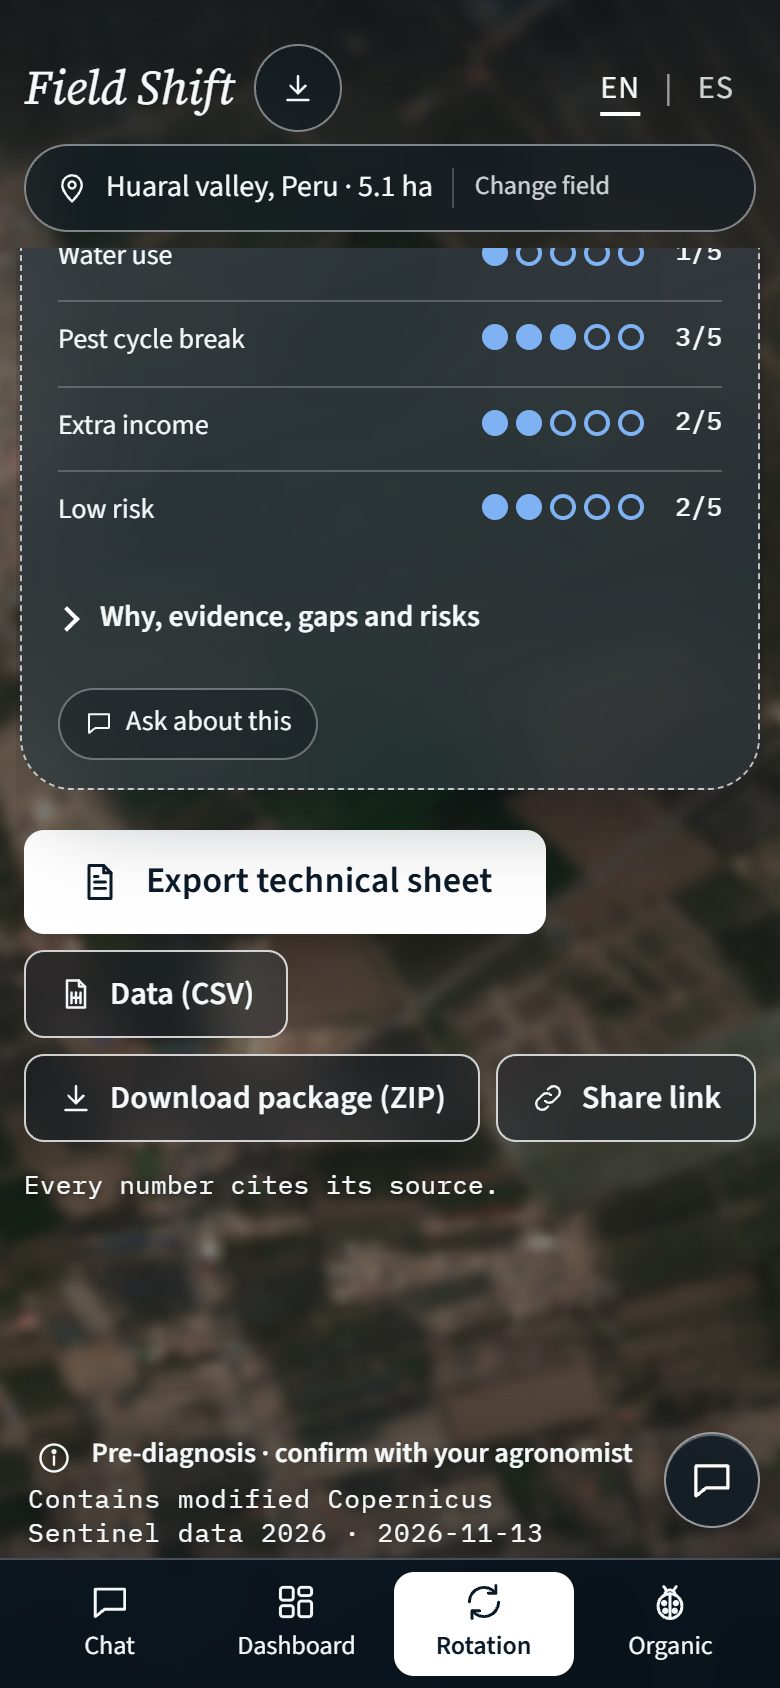 Field Shift
EN | ES
Huaral valley, Peru · 5.1 ha
Change field
Water use 1/5
Pest cycle break 3/5
Extra income 2/5
Low risk 2/5
Why, evidence, gaps and risks
Ask about this
Export technical sheet
Data (CSV)
Download package (ZIP)
Share link
Every number cites its source.
Pre-diagnosis · confirm with your agronomist
Contains modified Copernicus
Sentinel data 2026 · 2026-11-13
Chat
Dashboard
Rotation
Organic